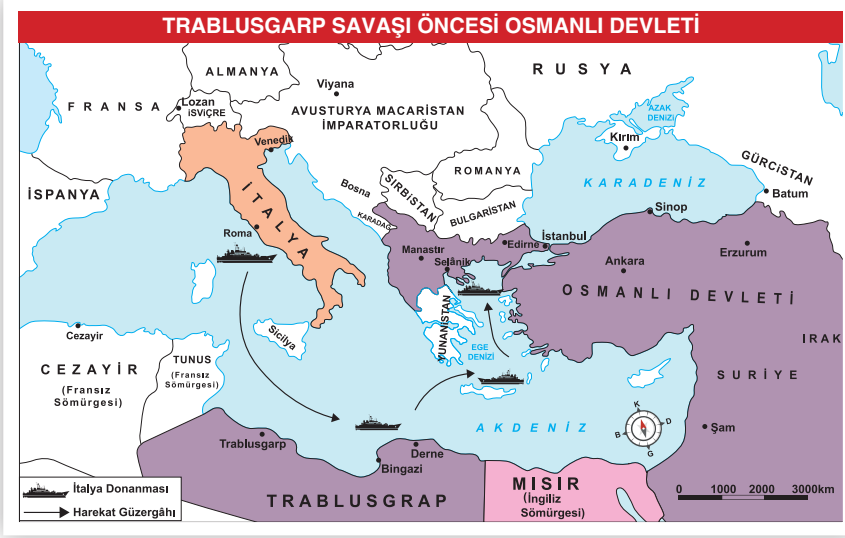 TRABLUSGARP SAVAŞI ÖNCESİ OSMANLI DEVLETİ
RUSYA
ALMANYA
Viyana
FRANSA
Lozan
İSVİÇRE
AVUSTURYA MACARİSTAN
İMPARATORLUĞU
AZAK
DENİZİ
Kırım
Venedik
GÜRCİSTAN
ROMANYA
KARADENİZ
İSPANYA
İTALYA
Bosna
SIRBİSTAN
Batum
BULGARİSTAN
KARADAĞ
Sinop
Roma
Manastır
Edirne
İstanbul
Selânik
Ankara
Erzurum
OSMANLI DEVLETİ
YUNANİSTAN
Sicilya
Cezayir
EGE
DENİZİ
IRAK
CEZAYİR
(Fransız
Sömürgesi)
TUNUS
(Fransız
Sömürgesi)
SURİYE
AKDENİZ
K
D
B
G
Şam
Trablusgarp
Derne
Bingazi
TRABLUSGRAP
MISIR
(İngiliz
Sömürgesi)
İtalya Donanması
Harekat Güzergâhı
0 1000 2000 3000km